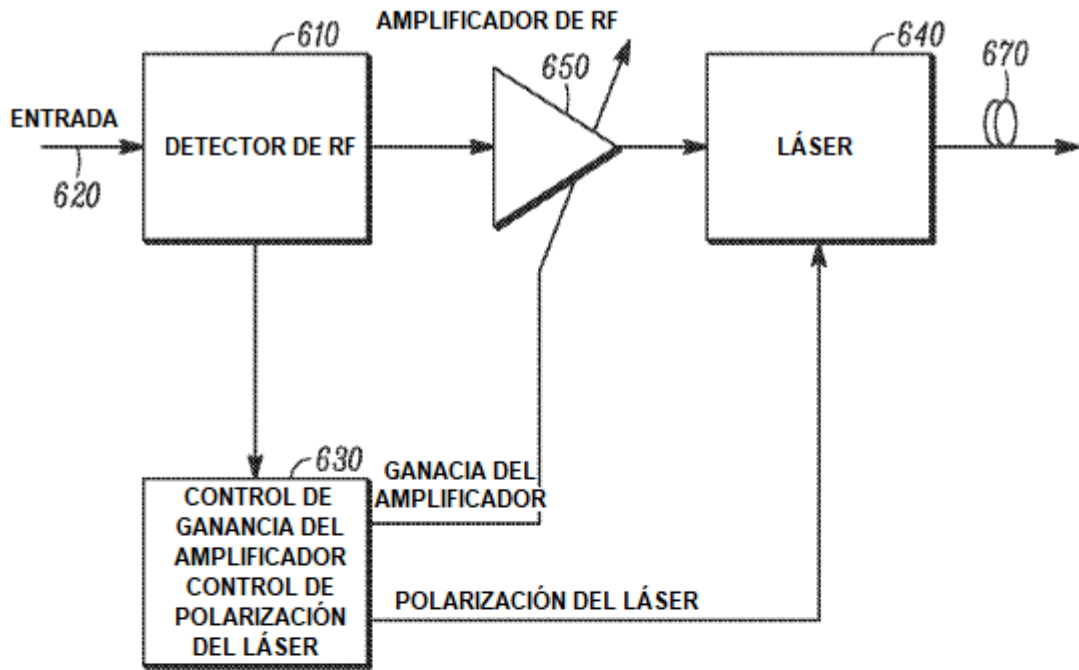 AMPLIFICADOR DE RF
610
650
640
670
ENTRADA
620
DETECTOR DE RF
LÁSER
630
GANACIA DEL
AMPLIFICADOR
CONTROL DE
GANANCIA DEL
AMPLIFICADOR
CONTROL DE
POLARIZACIÓN
DEL LÁSER
POLARIZACIÓN DEL LÁSER